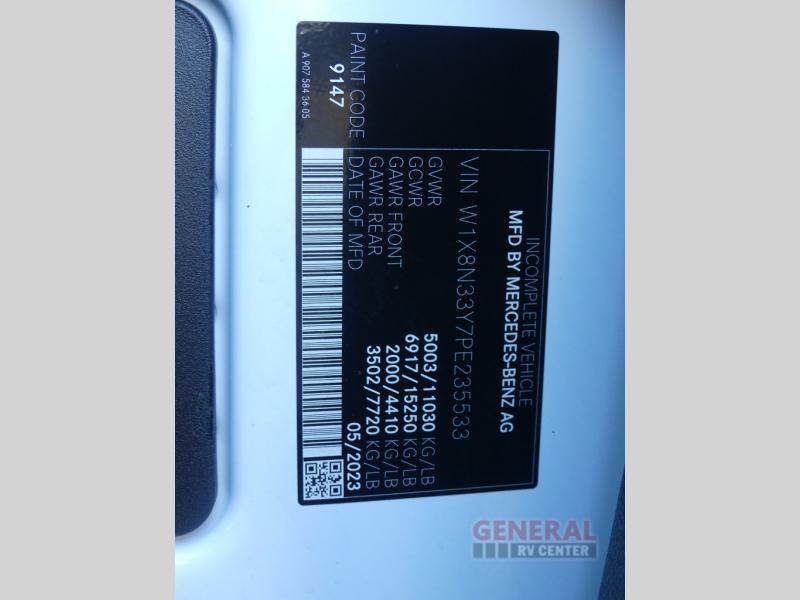 INCOMPLETE VEHICLE
MFD BY MERCEDES-BENZ AG
VIN W1X8N33Y7PE235533
GVWR 5003/11030 KG/LB
GCWR 6917/15250 KG/LB
GAWR FRONT 2000/4410 KG/LB
GAWR REAR 3502/7720 KG/LB
DATE OF MFD 05/2023
PAINT CODE
9147
A 907 584 36 05
GENERAL
RV CENTER